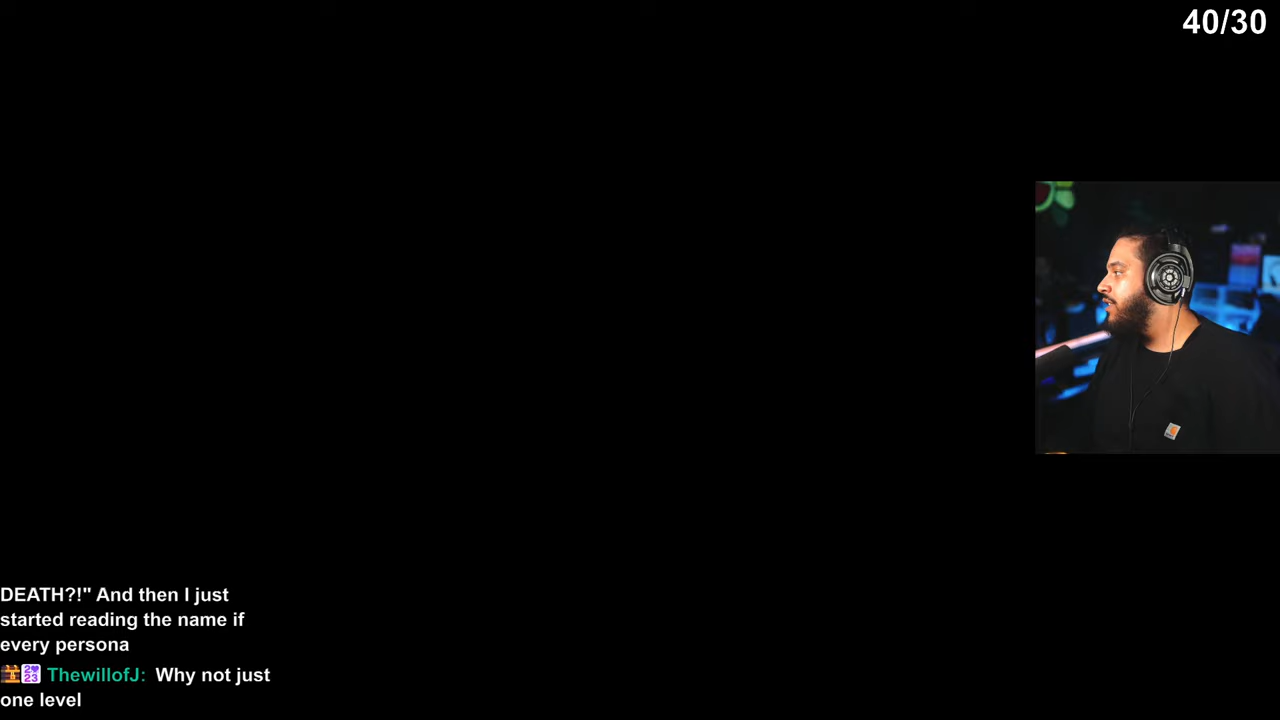 40/30
DEATH?!" And then I just
started reading the name if
every persona
ThewillofJ: Why not just
one level